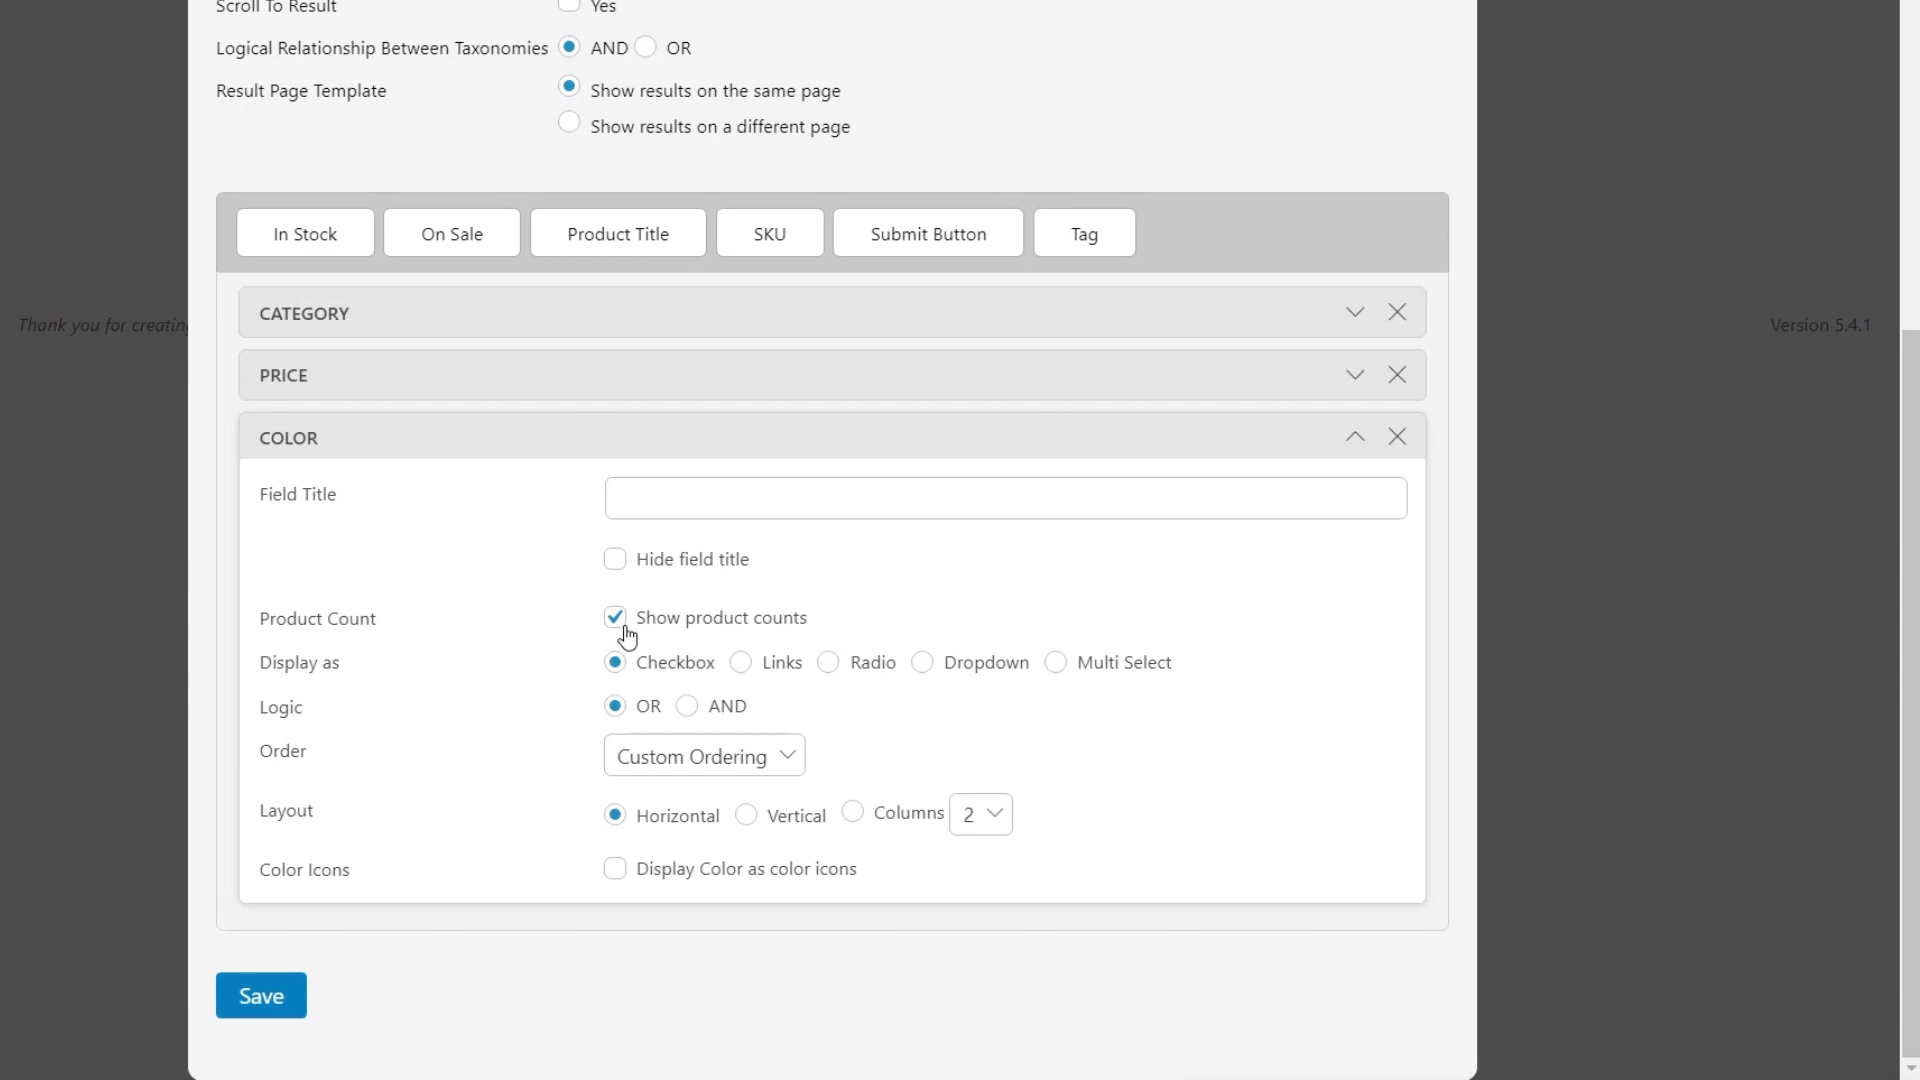 Scroll To Result Yes
Logical Relationship Between Taxonomies AND OR
Result Page Template Show results on the same page
Show results on a different page
In Stock On Sale Product Title SKU Submit Button Tag
CATEGORY
Thank you for creatin Version 5.4.1
PRICE
COLOR
Field Title
Hide field title
Product Count Show product counts
Display as Checkbox Links Radio Dropdown Multi Select
Logic OR AND
Order Custom Ordering
Layout Horizontal Vertical Columns 2
Color Icons Display Color as color icons
Save